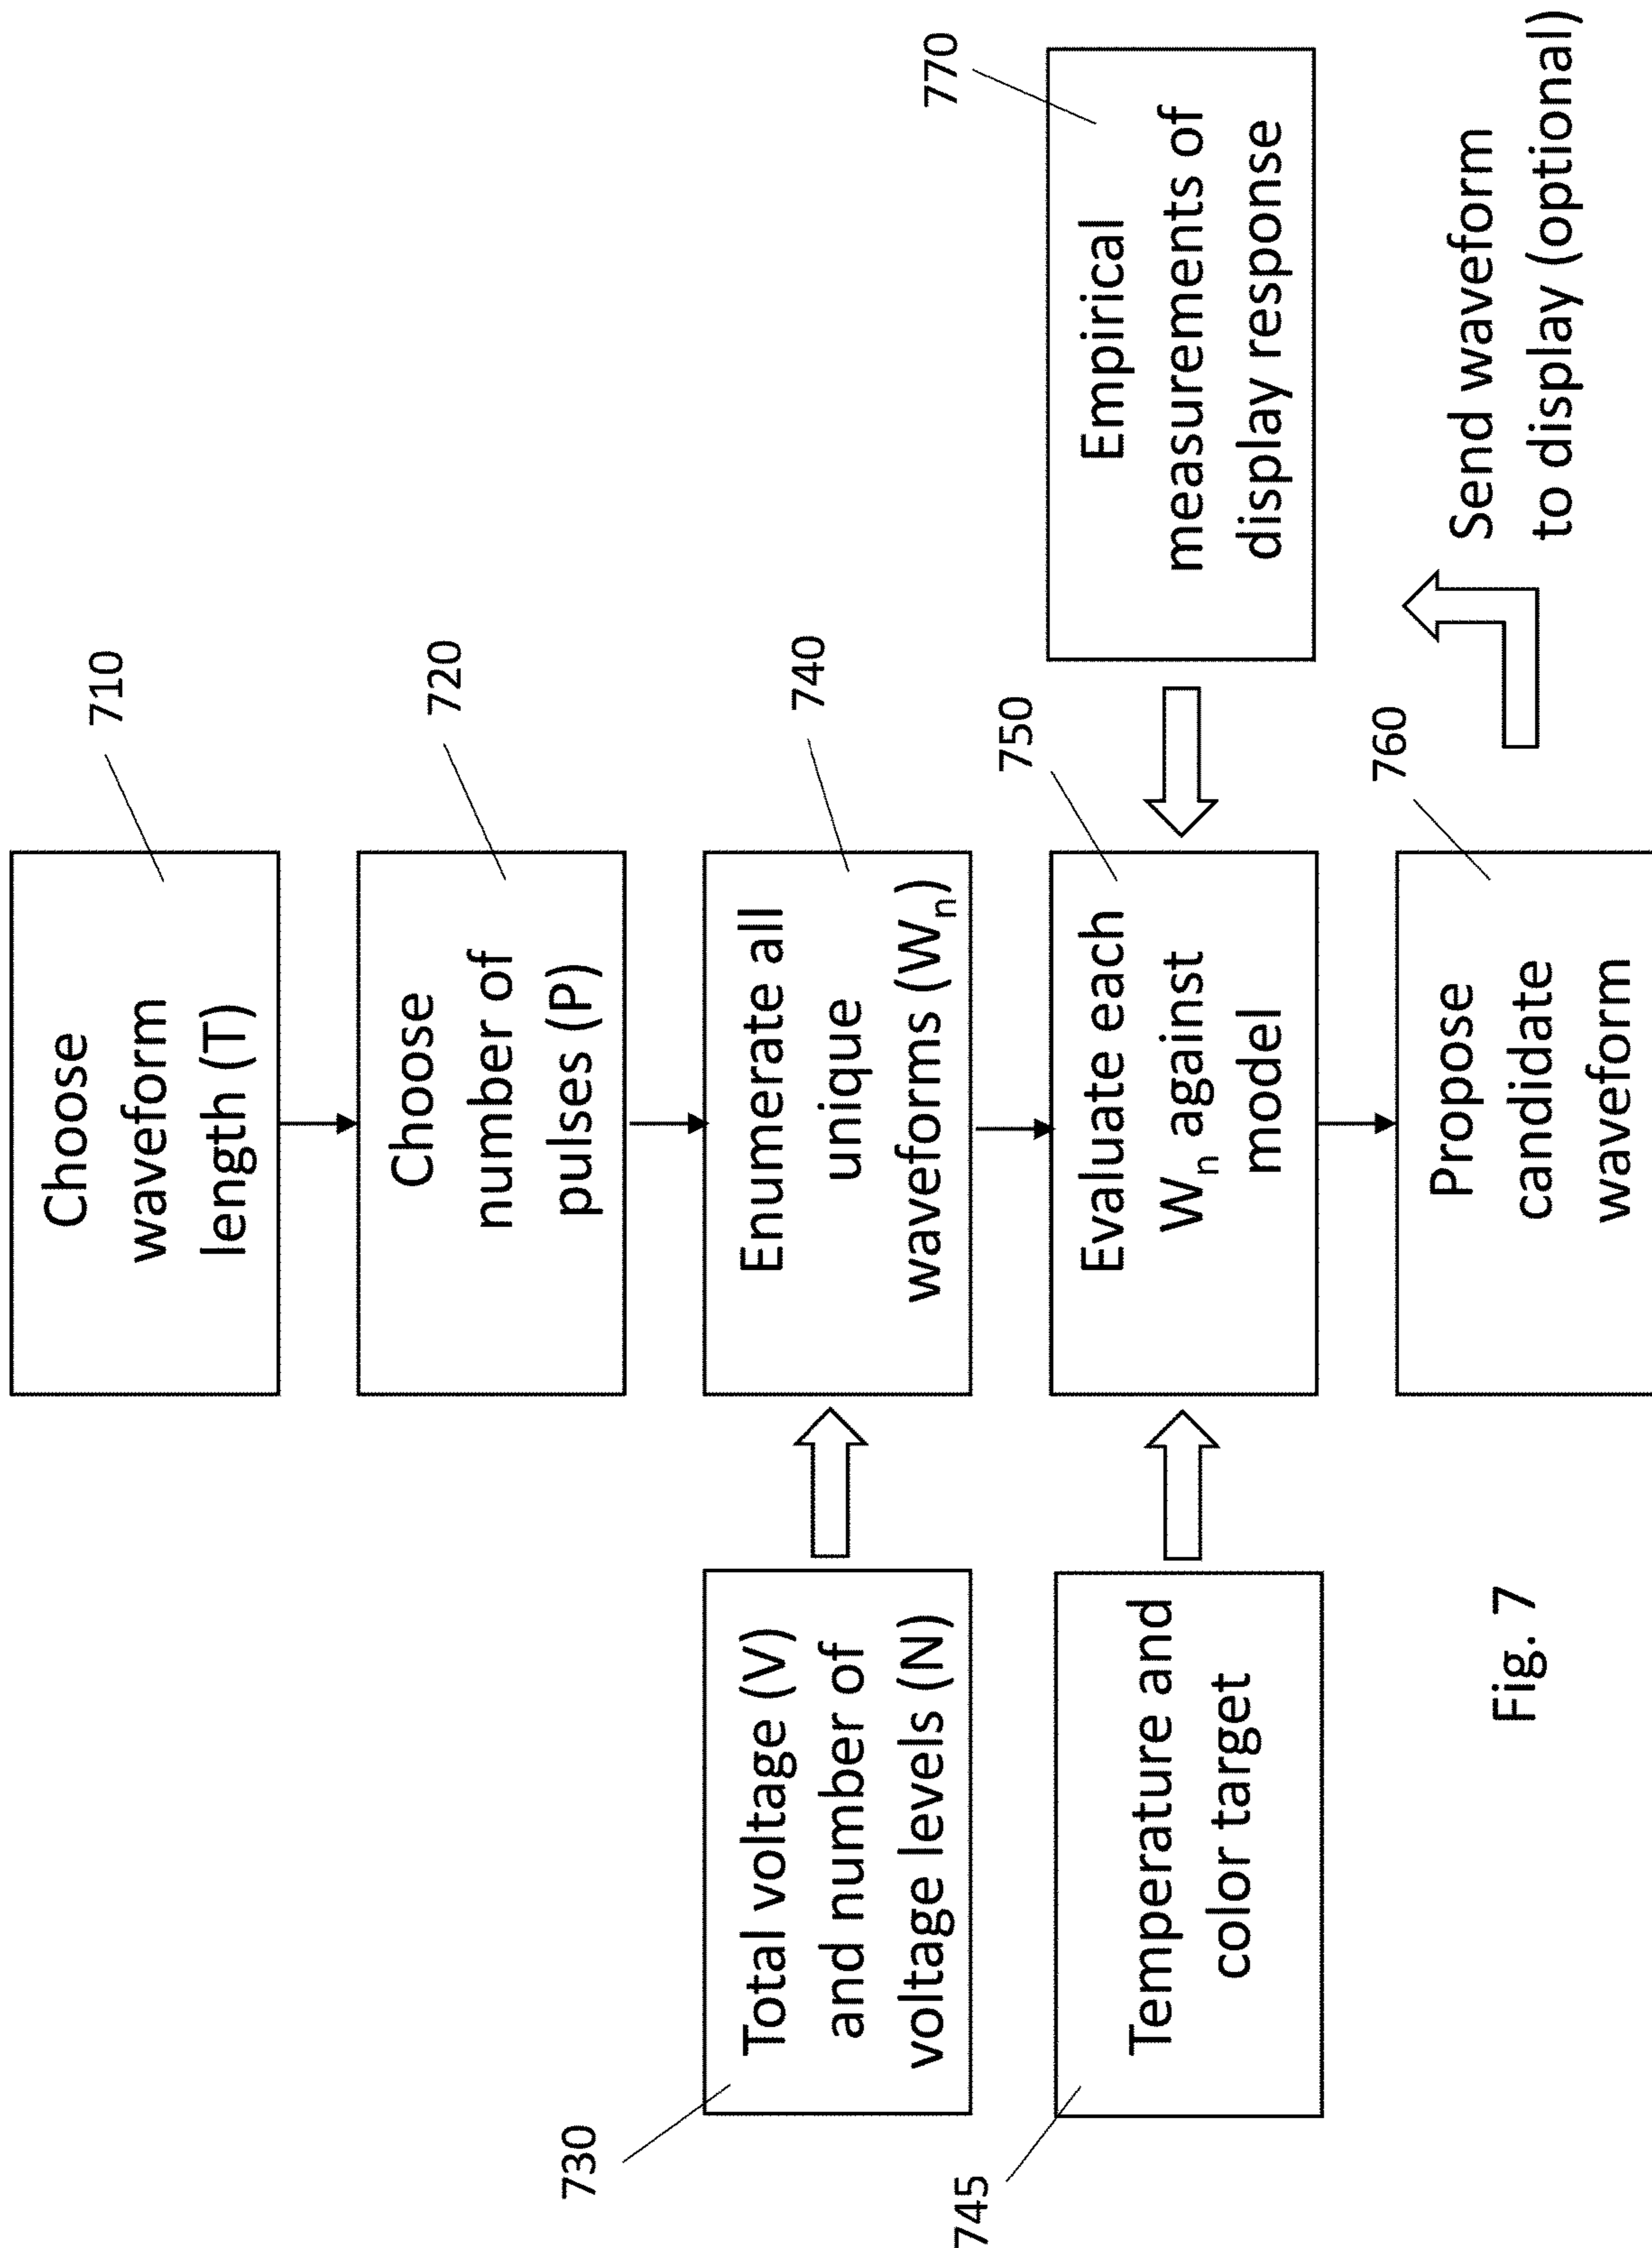 710
Choose
waveform
length (T)
720
Choose
number of
pulses (P)
730
Total voltage (V)
and number of
voltage levels (N)
740
Enumerate all
unique
waveforms (Wn)
745
Temperature and
color target
750
Evaluate each
Wn against
model
770
Empirical
measurements of
display response
760
Propose
candidate
waveform
Send waveform
to display (optional)
Fig. 7